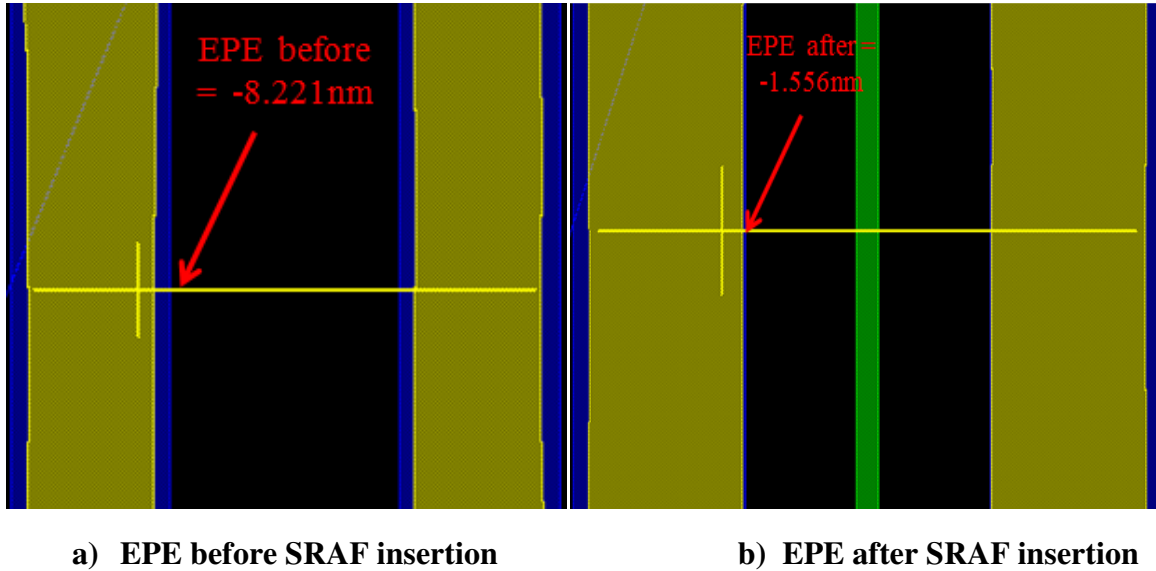 EPE before
= -8.221nm
EPE after =
-1.556nm
a) EPE before SRAF insertion
b) EPE after SRAF insertion